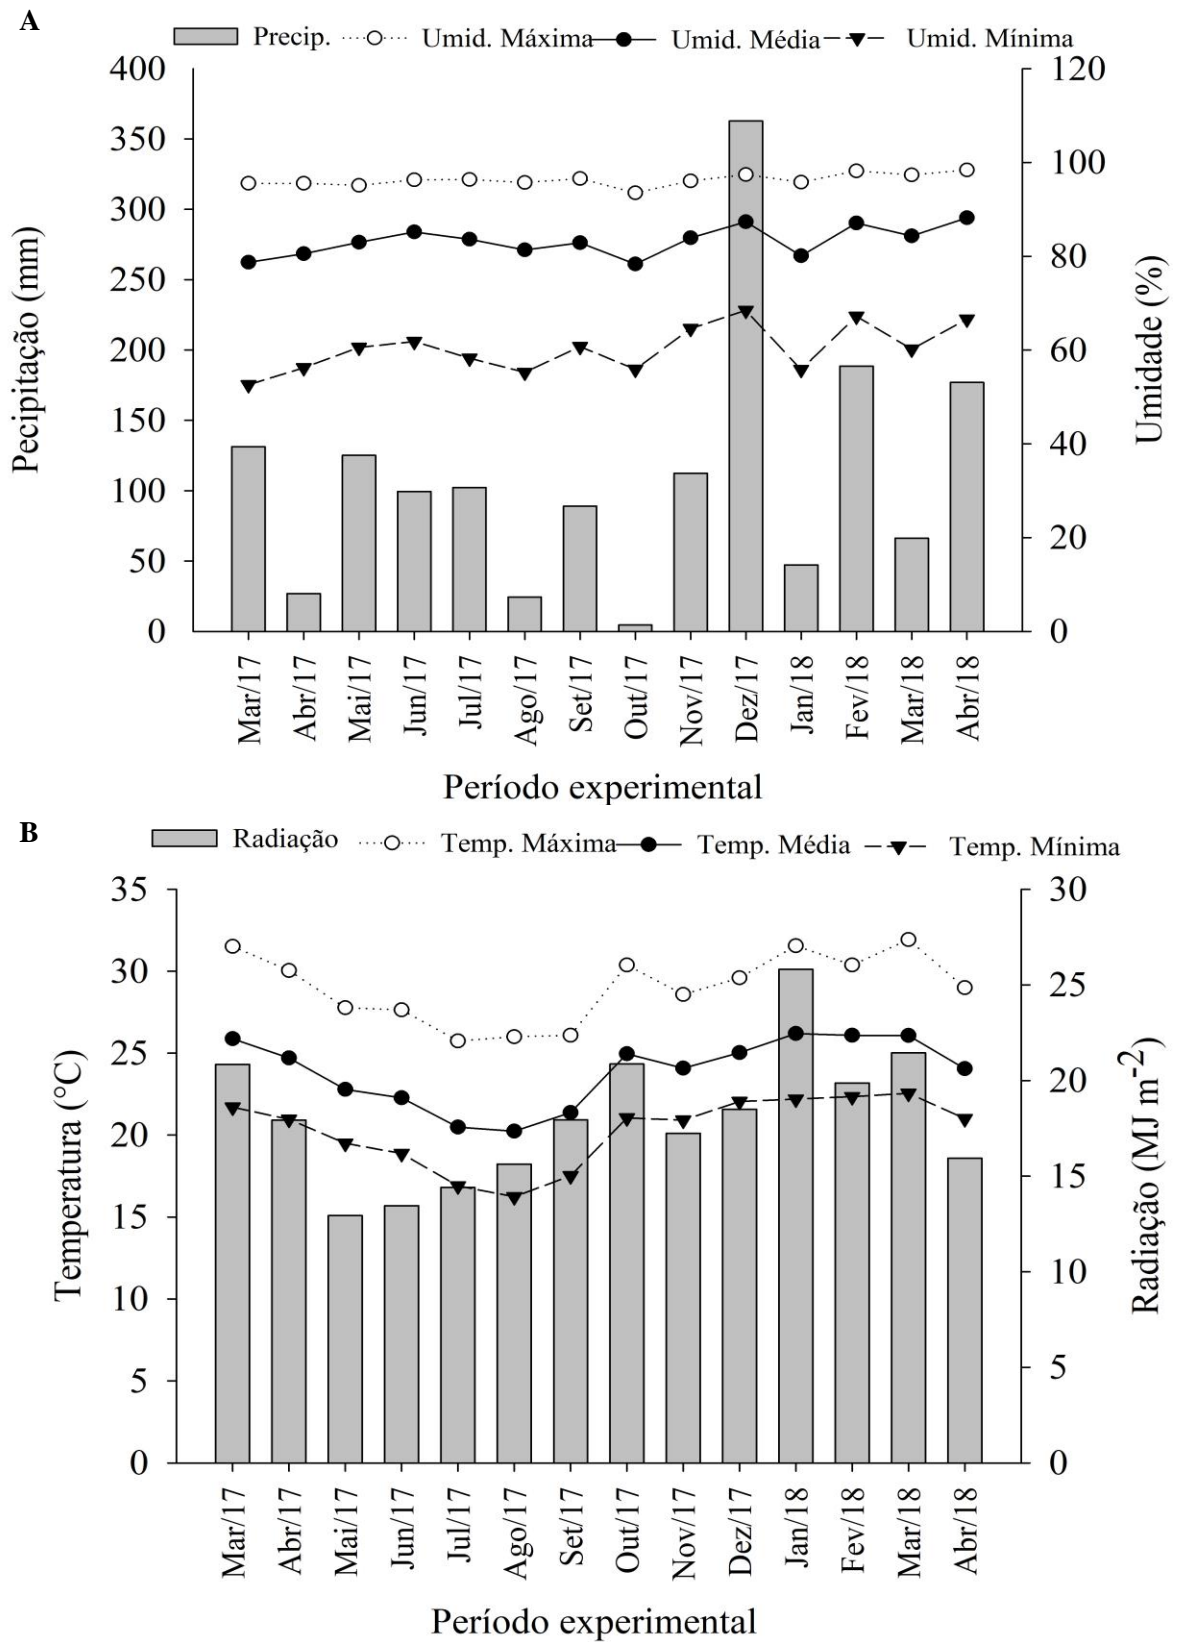 A
Precip. Umid. Máxima Umid. Média Umid. Mínima
400 120
350
100
300
80
250
200 60
150
40
100
20
50
0 0
Pecipitação (mm)
Umidade (%)
Mar/17 Abr/17 Mai/17 Jun/17 Jul/17 Ago/17 Set/17 Out/17 Nov/17 Dez/17 Jan/18 Fev/18 Mar/18 Abr/18
Período experimental
B
Radiação Temp. Máxima Temp. Média Temp. Mínima
35 30
30
25
25
20
20
15
15
10
10
5
5
0 0
Temperatura (°C)
Radiação (MJ m-2)
Mar/17 Abr/17 Mai/17 Jun/17 Jul/17 Ago/17 Set/17 Out/17 Nov/17 Dez/17 Jan/18 Fev/18 Mar/18 Abr/18
Período experimental